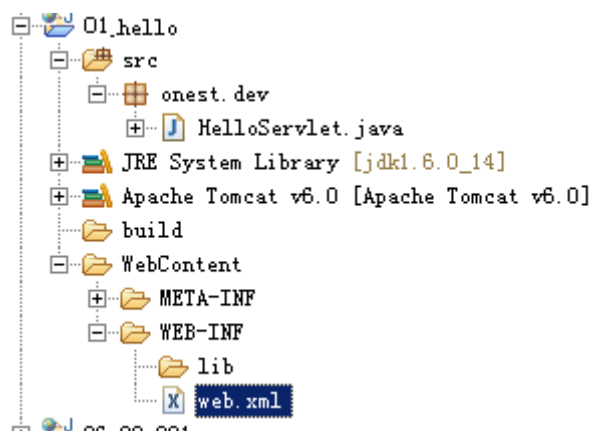 01_hello
src
onest.dev
HelloServlet.java
JRE System Library [jdk1.6.0_14]
Apache Tomcat v6.0 [Apache Tomcat v6.0]
build
WebContent
META-INF
WEB-INF
lib
web.xml